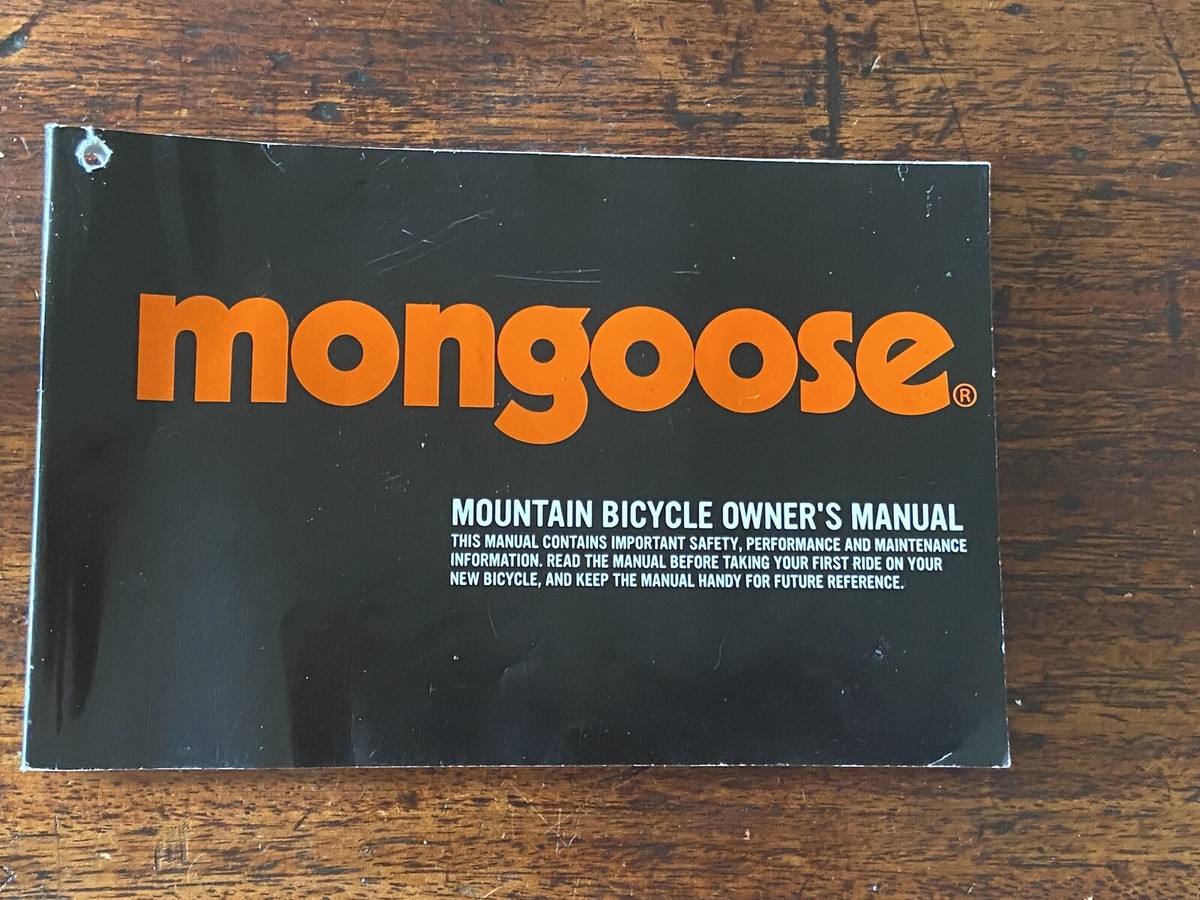 mongoose®
MOUNTAIN BICYCLE OWNER'S MANUAL
THIS MANUAL CONTAINS IMPORTANT SAFETY, PERFORMANCE AND MAINTENANCE
INFORMATION. READ THE MANUAL BEFORE TAKING YOUR FIRST RIDE ON YOUR
NEW BICYCLE, AND KEEP THE MANUAL HANDY FOR FUTURE REFERENCE.